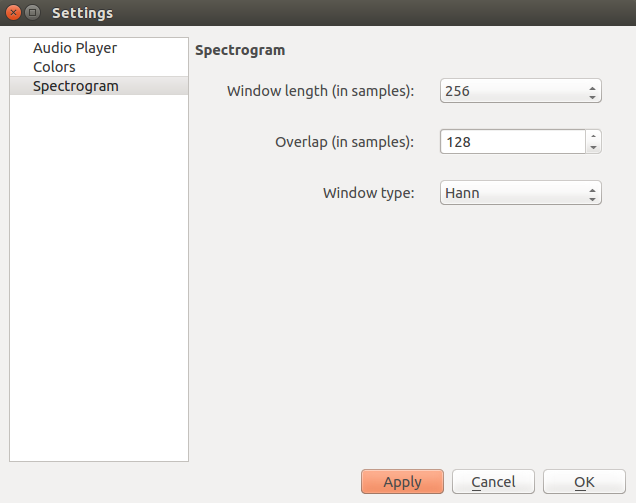 Settings
Audio Player
Colors
Spectrogram
Spectrogram
Window length (in samples): 256
Overlap (in samples): 128
Window type: Hann
Apply Cancel OK